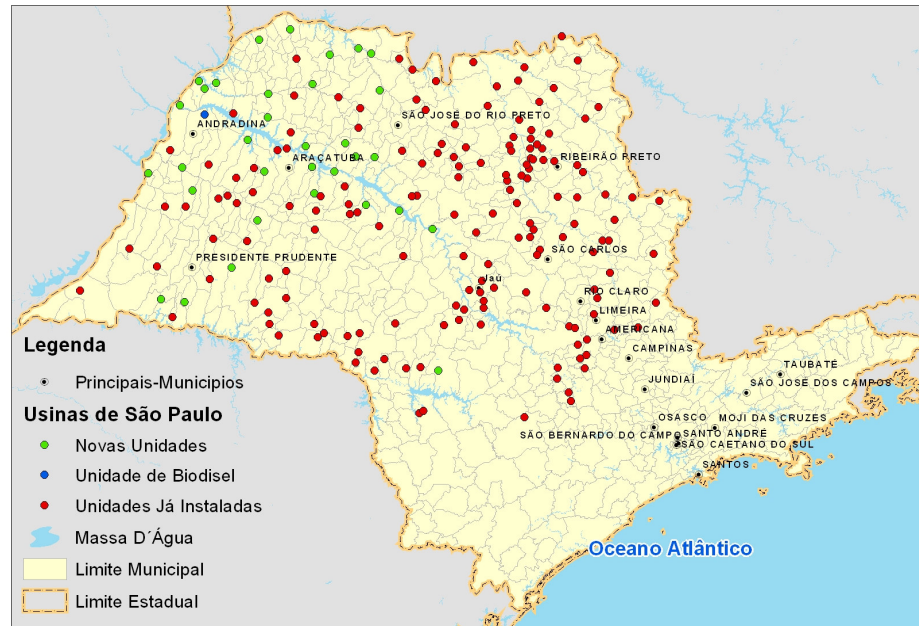 ANDRADINA
SÃO JOSÉ DO RIO PRETO
ARAÇATUBA
RIBEIRÃO PRETO
PRESIDENTE PRUDENTE
SÃO CARLOS
Jaú
RIO CLARO
LIMEIRA
AMERICANA
CAMPINAS
TAUBATÉ
JUNDIAÍ
SÃO JOSÉ DOS CAMPOS
OSASCO
MOJI DAS CRUZES
SÃO BERNARDO DO CAMPO
SANTO ANDRÉ
SÃO CAETANO DO SUL
SANTOS
Oceano Atlântico
Legenda
Principais-Municipios
Usinas de São Paulo
Novas Unidades
Unidade de Biodisel
Unidades Já Instaladas
Massa D´Água
Limite Municipal
Limite Estadual